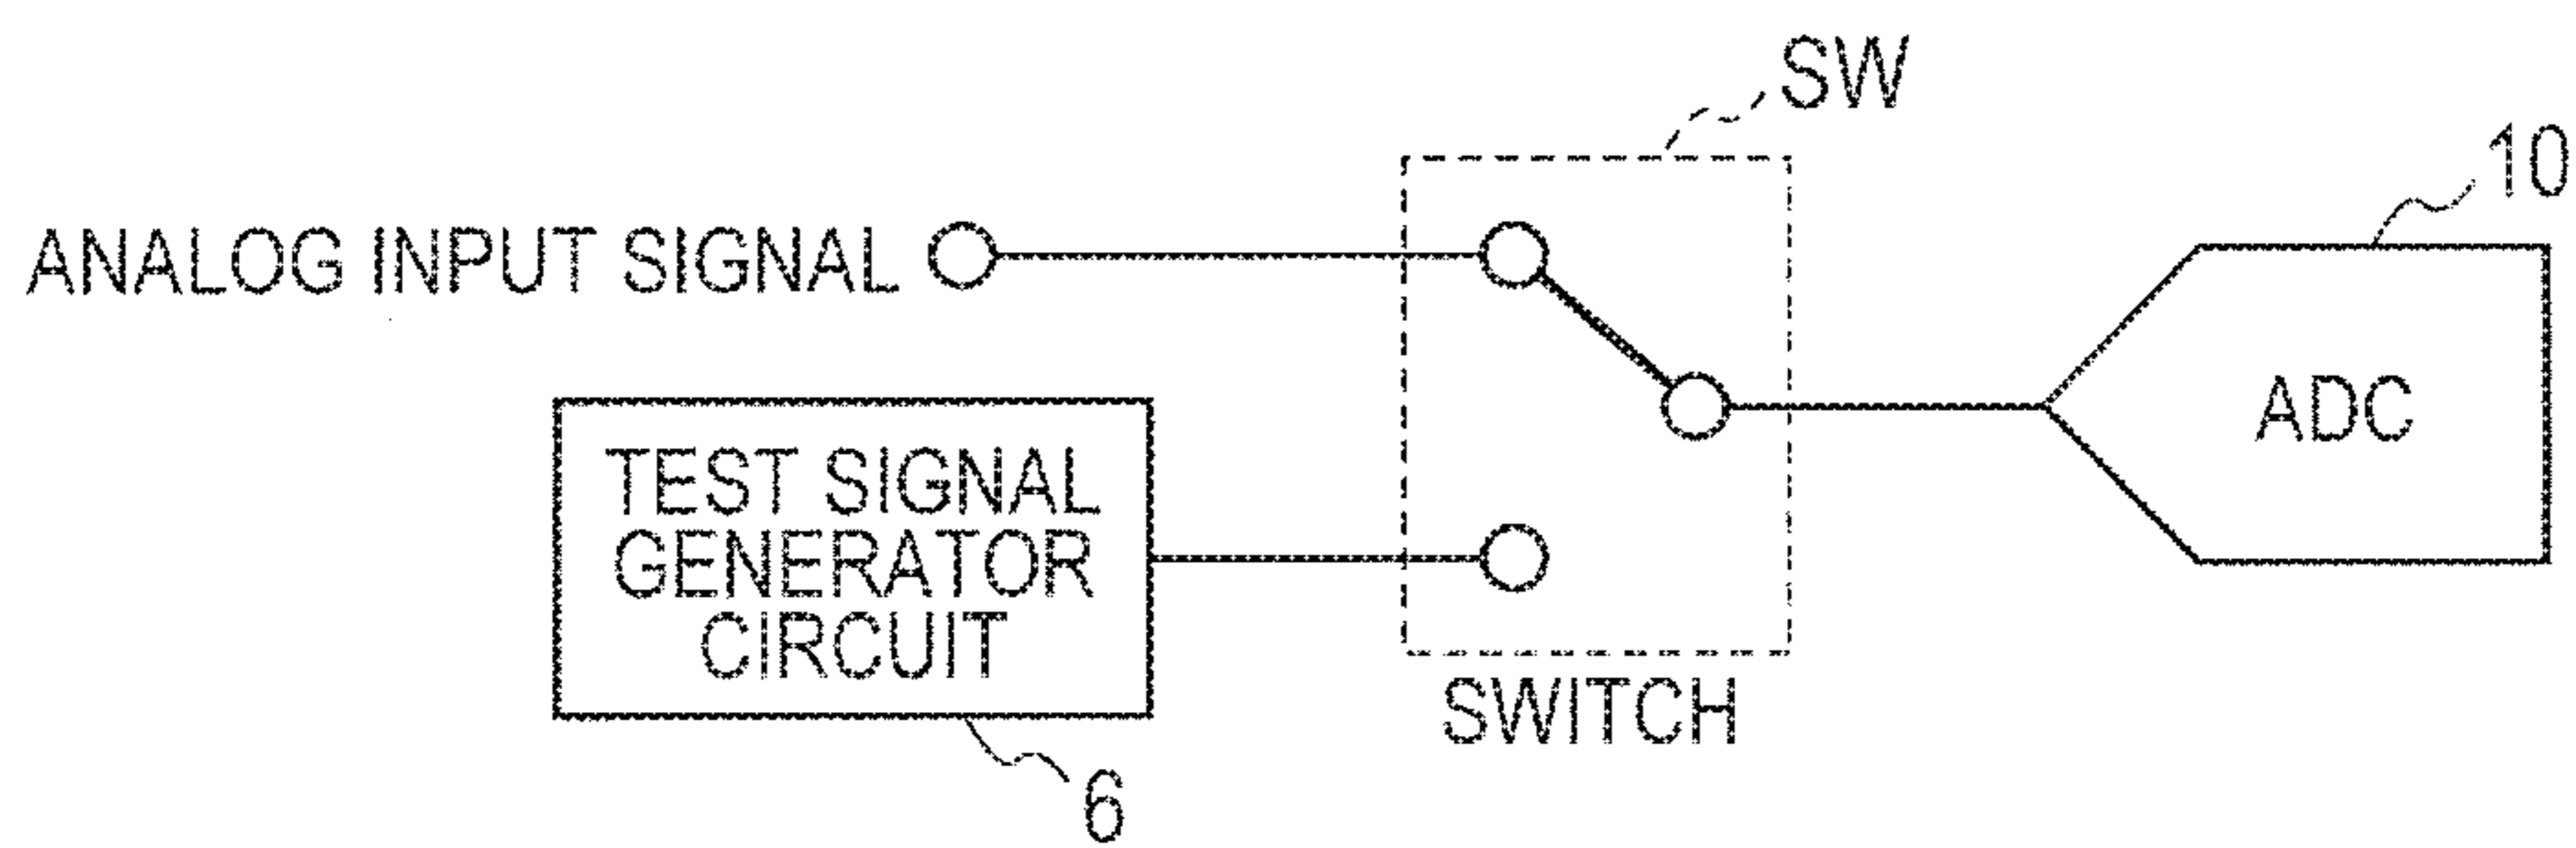 SW
10
ANALOG INPUT SIGNAL
ADC
TEST SIGNAL
GENERATOR
CIRCUIT
SWITCH
6